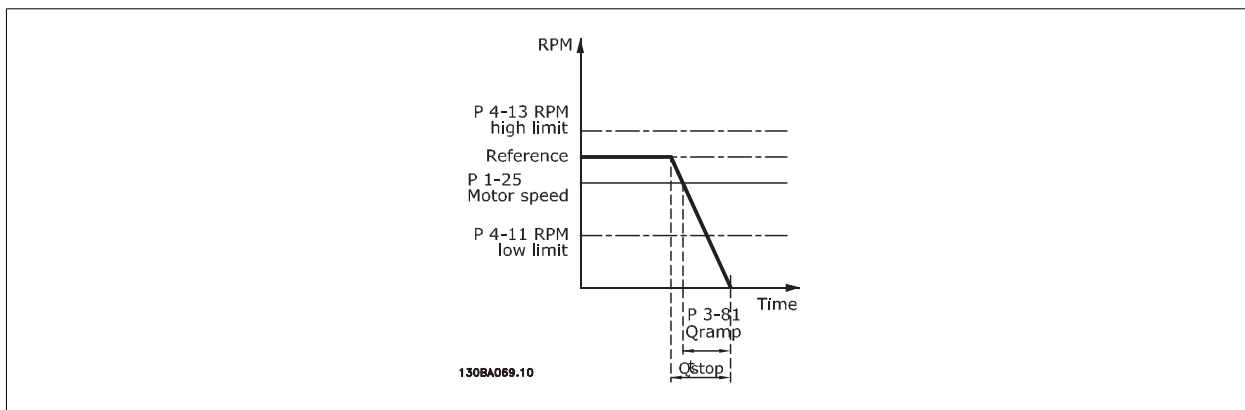 RPM
P 4-13 RPM
high limit
Reference
P 1-25
Motor speed
P 4-11 RPM
low limit
Time
P 3-81
Qramp
Qstop
130BA069.10